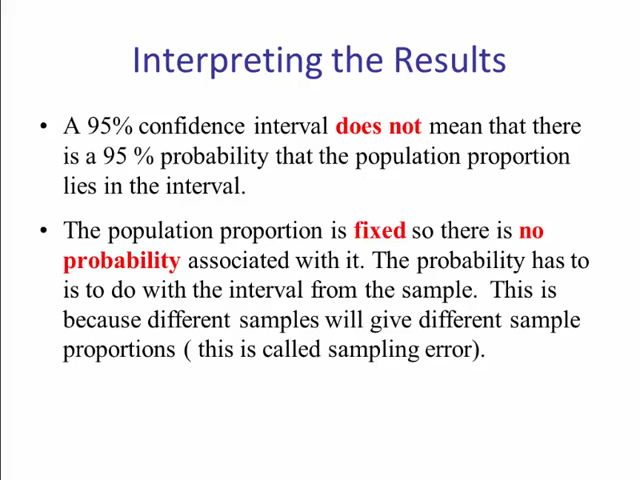 Interpreting the Results
• A 95% confidence interval does not mean that there
is a 95 % probability that the population proportion
lies in the interval.
• The population proportion is fixed so there is no
probability associated with it. The probability has to
is to do with the interval from the sample. This is
because different samples will give different sample
proportions ( this is called sampling error).